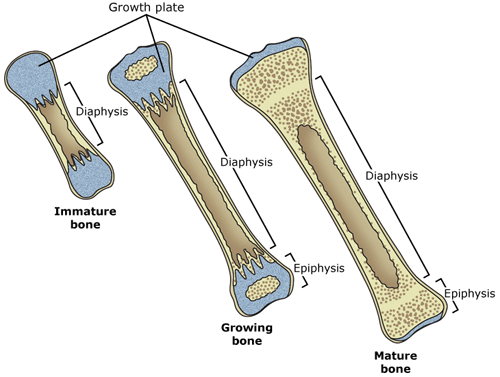 Growth plate
Diaphysis
Diaphysis
Diaphysis
Immature
bone
Epiphysis
Epiphysis
Growing
bone
Mature
bone